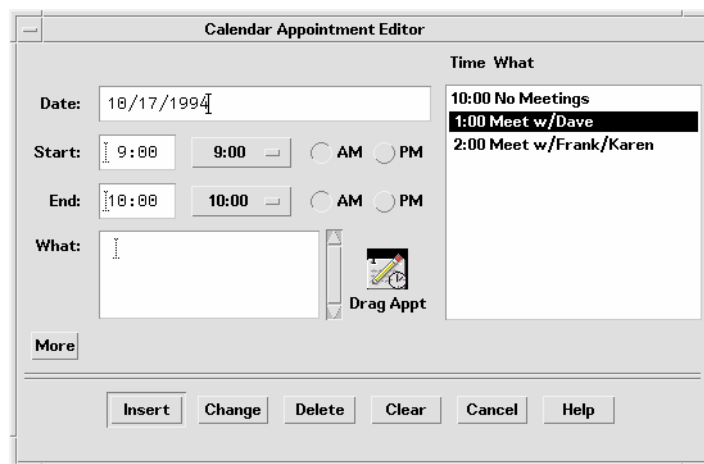 Calendar Appointment Editor
Time What
Date: 10/17/1994
10:00 No Meetings
1:00 Meet w/Dave
2:00 Meet w/Frank/Karen
Start: 9:00 9:00 AM PM
End: 10:00 10:00 AM PM
What:
Drag Appt
More
Insert Change Delete Clear Cancel Help